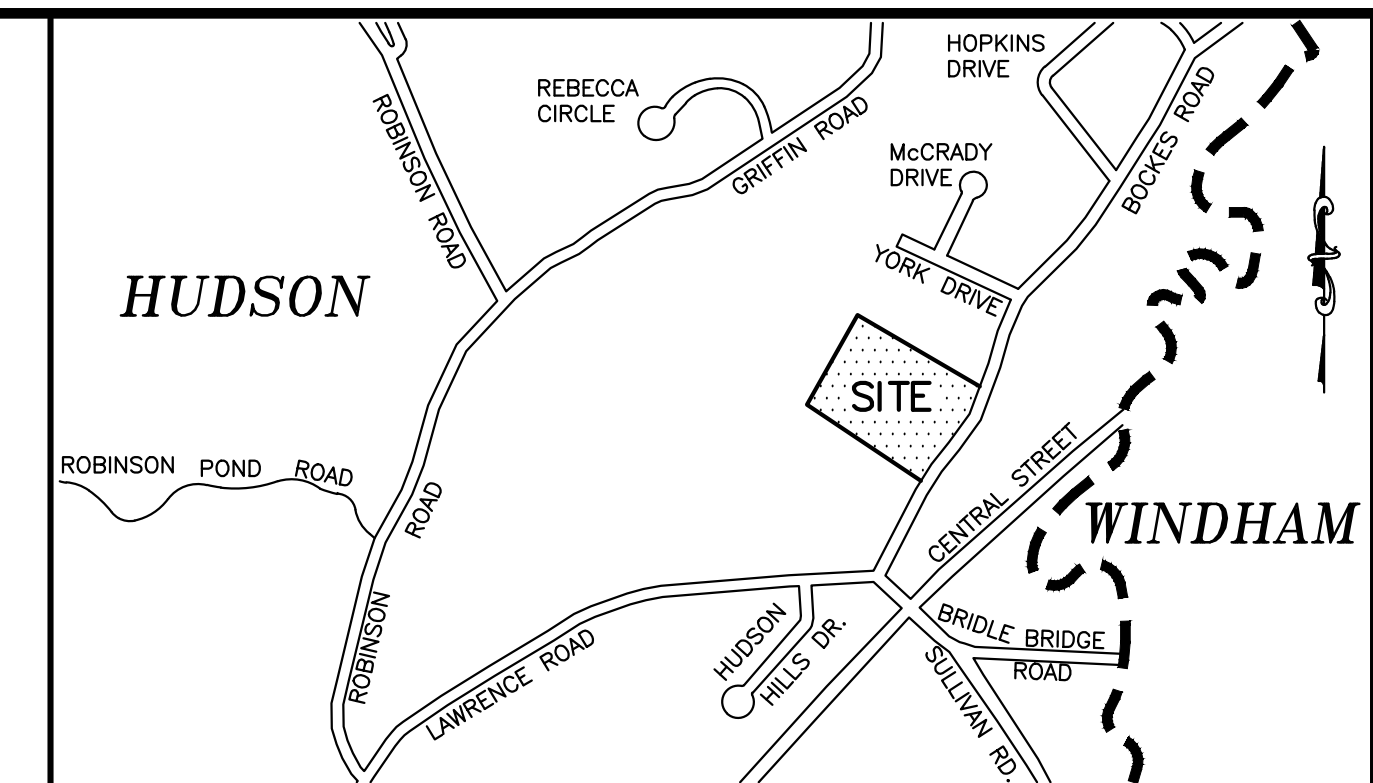 HOPKINS
DRIVE
REBECCA
CIRCLE
ROBINSON ROAD
GRIFFIN ROAD
BOCKES ROAD
McCRADY
DRIVE
YORK DRIVE
HUDSON
SITE
ROBINSON POND ROAD
CENTRAL STREET
WINDHAM
ROBINSON ROAD
HUDSON
HILLS DR.
LAWRENCE ROAD
BRIDLE BRIDGE
ROAD
SULLIVAN RD.